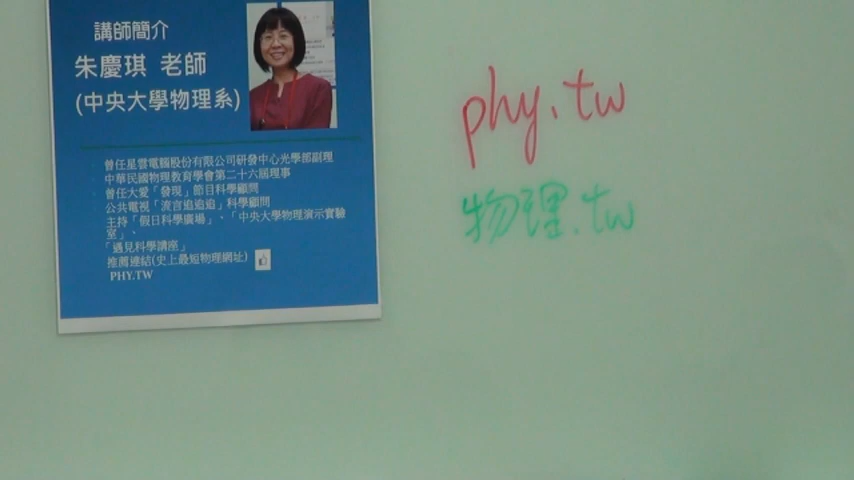 講師簡介
朱慶琪 老師
(中央大學物理系)
曾任星雲電腦股份有限公司研發中心光學部副理
中華民國物理教育學會第二十六屆理事
曾任大愛「發現」節目科學顧問
公共電視「流言追追追」科學顧問
主持「假日科學廣場」、「中央大學物理演示實驗
室」、
「遇見科學講座」
推薦連結(史上最短物理網址)
PHY.TW
phy.tw
物理.tw